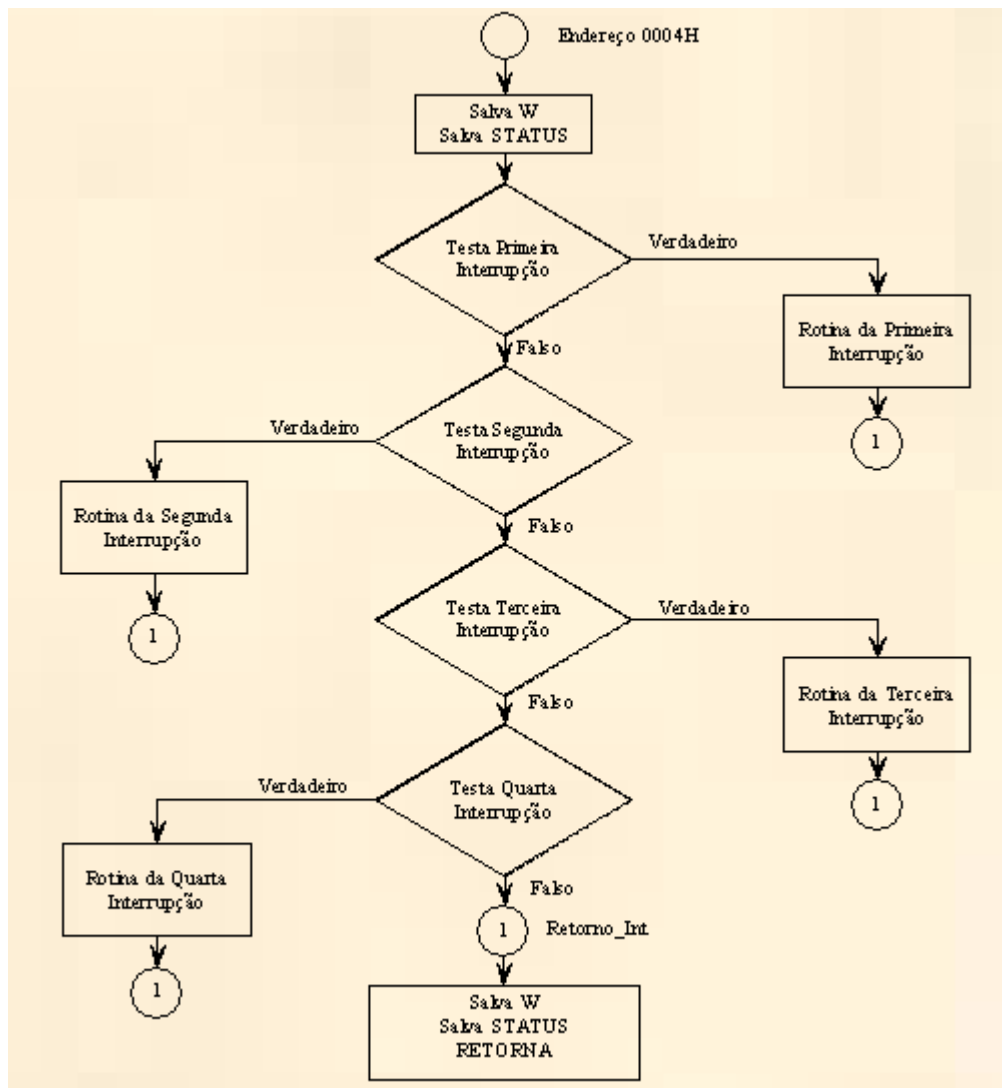 Endereço 0004H
Salva W
Salva STATUS
Testa Primeira
Interrupção
Verdadeiro
Rotina da Primeira
Interrupção
1
Falso
Testa Segunda
Interrupção
Verdadeiro
Rotina da Segunda
Interrupção
1
Falso
Testa Terceira
Interrupção
Verdadeiro
Rotina da Terceira
Interrupção
1
Falso
Testa Quarta
Interrupção
Verdadeiro
Rotina da Quarta
Interrupção
1
Falso
1
Retorno_Int
Salva W
Salva STATUS
RETORNA